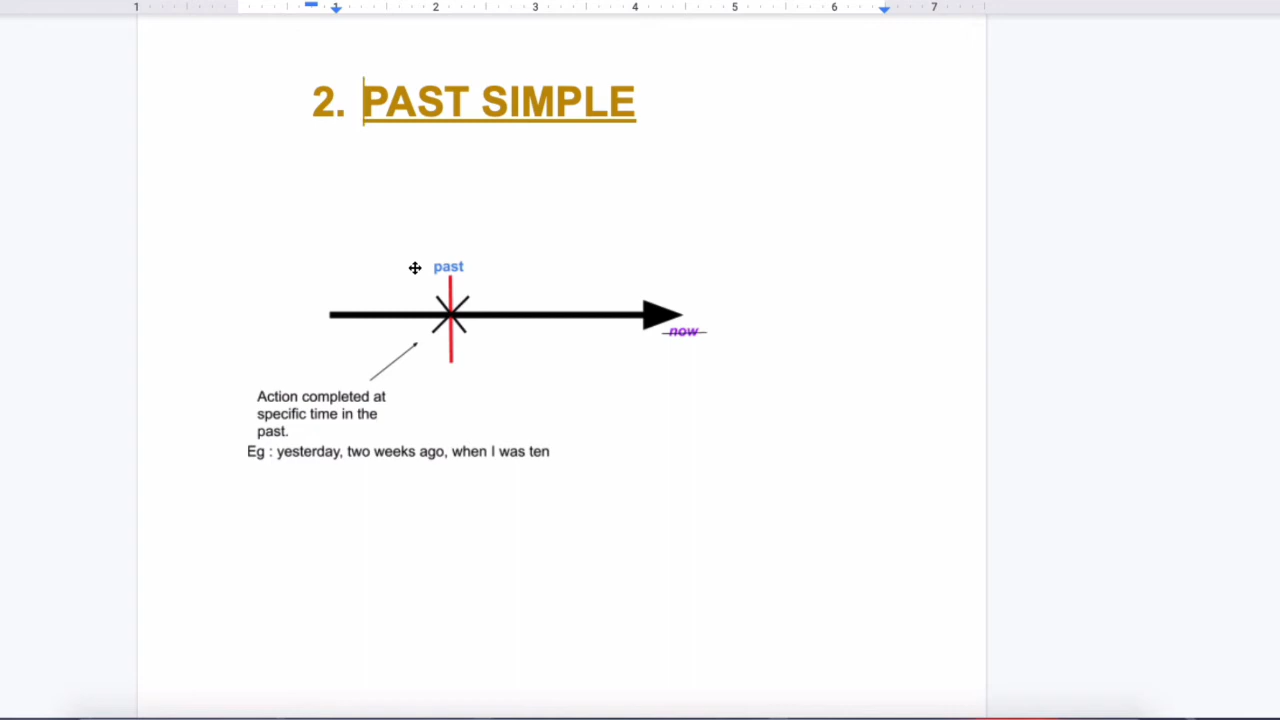 1 1 2 3 4 5 6 7
2. PAST SIMPLE
past
now
Action completed at
specific time in the
past.
Eg : yesterday, two weeks ago, when I was ten